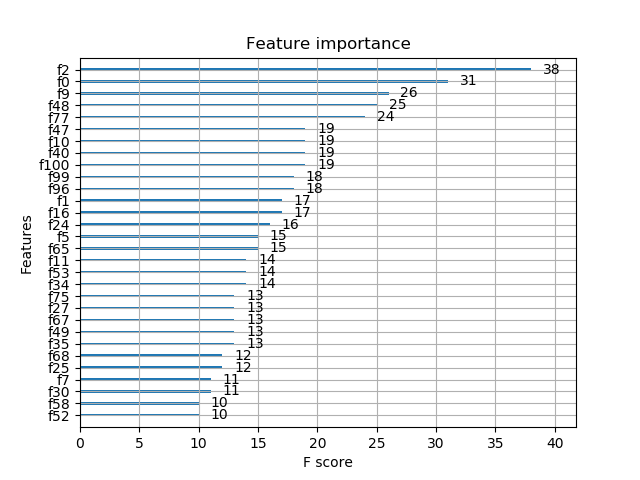 Feature importance
f2 38
f0 31
f9 26
f48 25
f77 24
f47 19
f10 19
f40 19
f100 19
f99 18
f96 18
f1 17
f16 17
f24 16
f5 15
f65 15
f11 14
f53 14
f34 14
f75 13
f27 13
f67 13
f49 13
f35 13
f68 12
f25 12
f7 11
f30 11
f58 10
f52 10
Features
0 5 10 15 20 25 30 35 40
F score